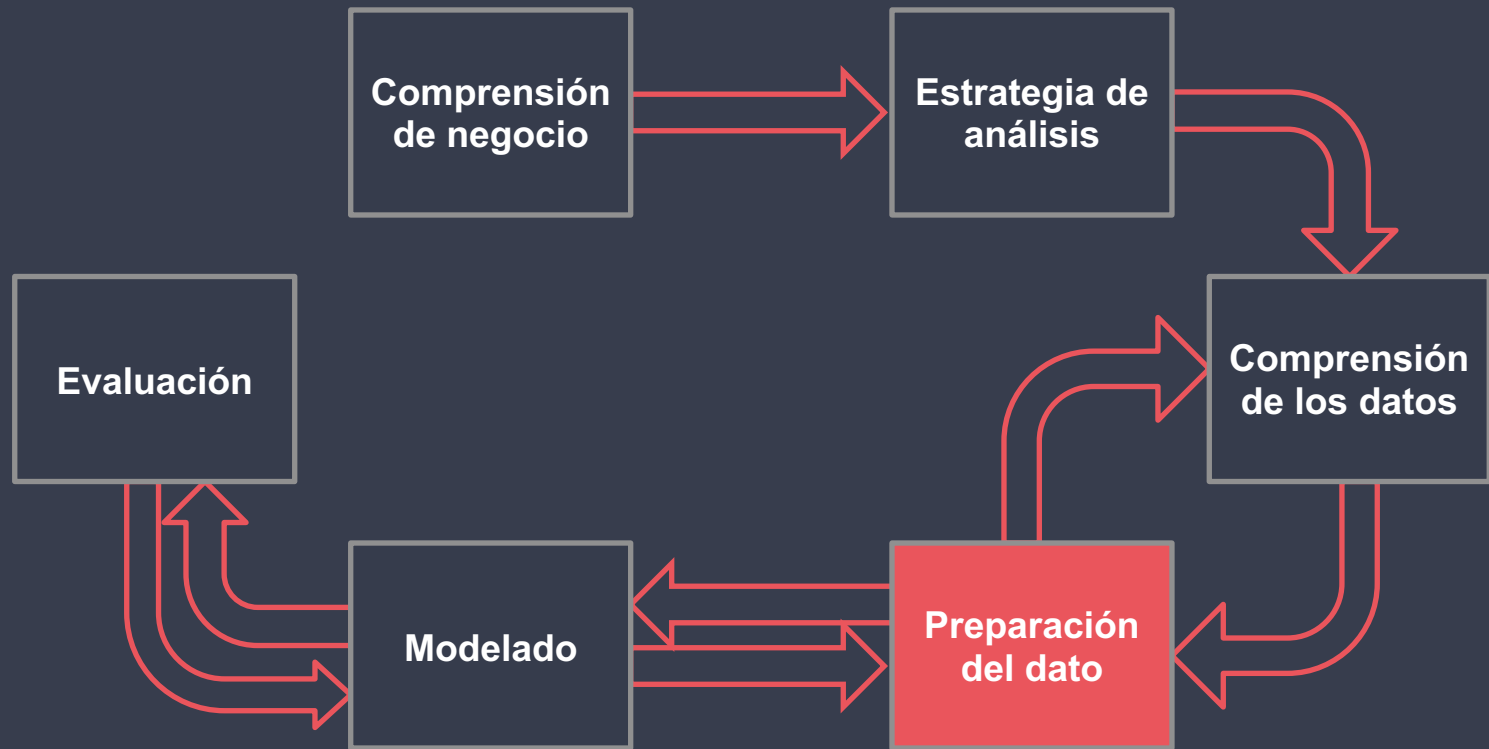 Comprensión
de negocio
Estrategia de
análisis
Evaluación
Comprensión
de los datos
Modelado
Preparación
del dato